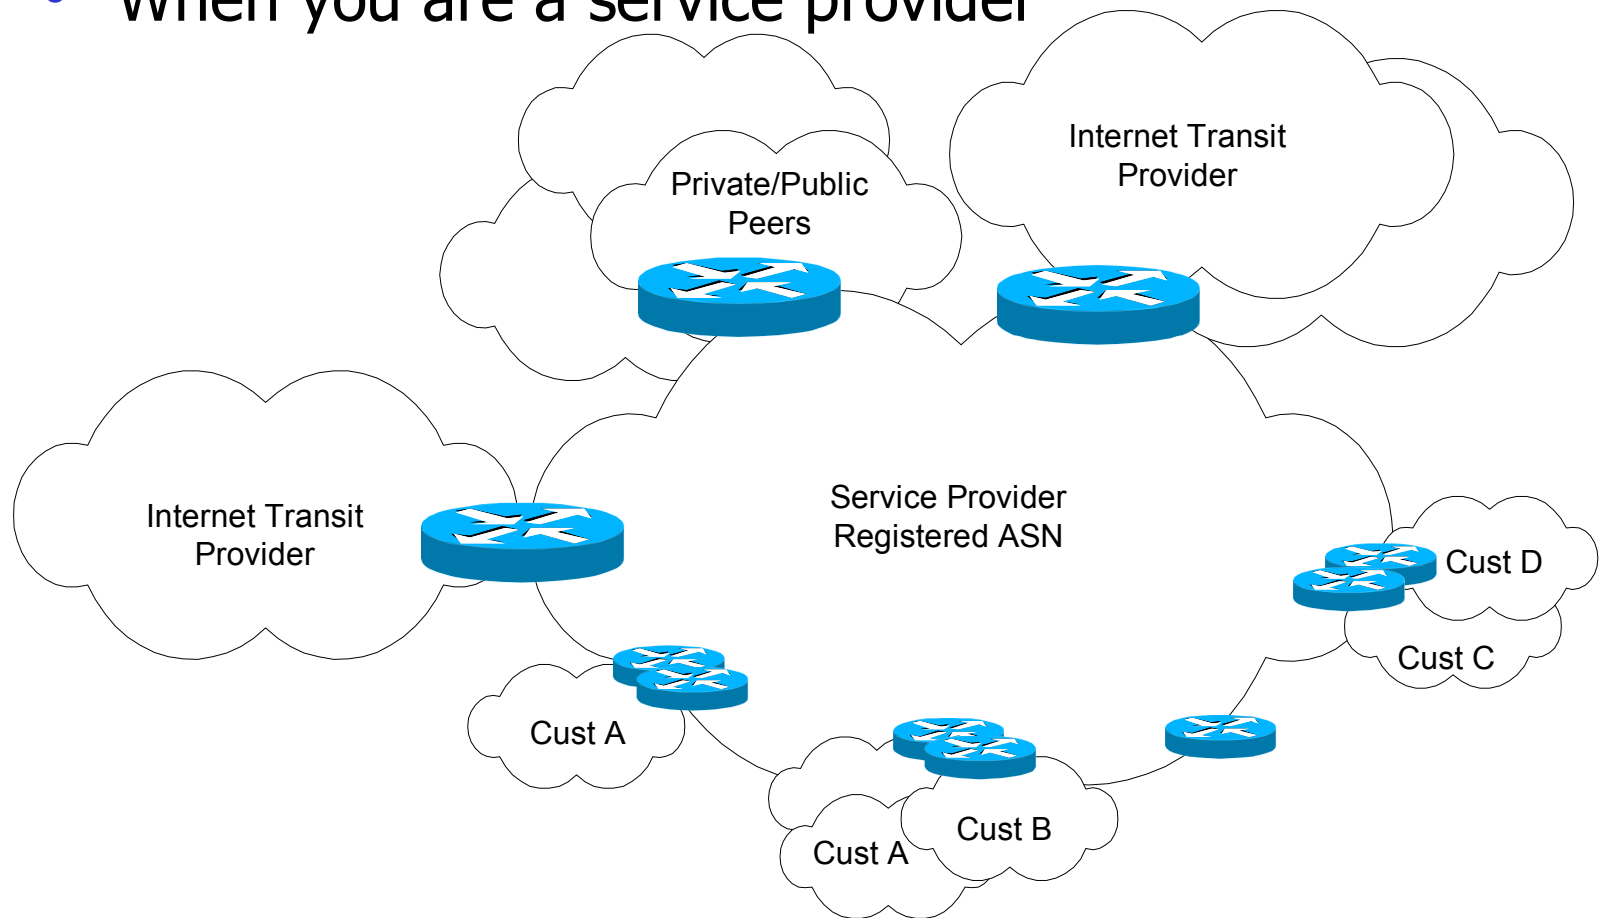 • When you are a service provider
Internet Transit
Provider
Private/Public
Peers
Service Provider
Registered ASN
Internet Transit
Provider
Cust D
Cust C
Cust A
Cust B
Cust A